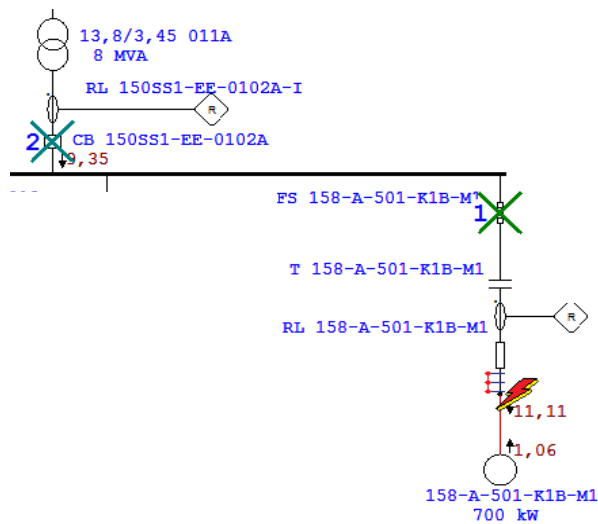 13,8/3,45 011A
8 MVA
RL 150SS1-EE-0102A-I
R
2
CB 150SS1-EE-0102A
9,35
FS 158-A-501-K1B-M1
1
T 158-A-501-K1B-M1
RL 158-A-501-K1B-M1
R
11,11
1,06
158-A-501-K1B-M1
700 kW